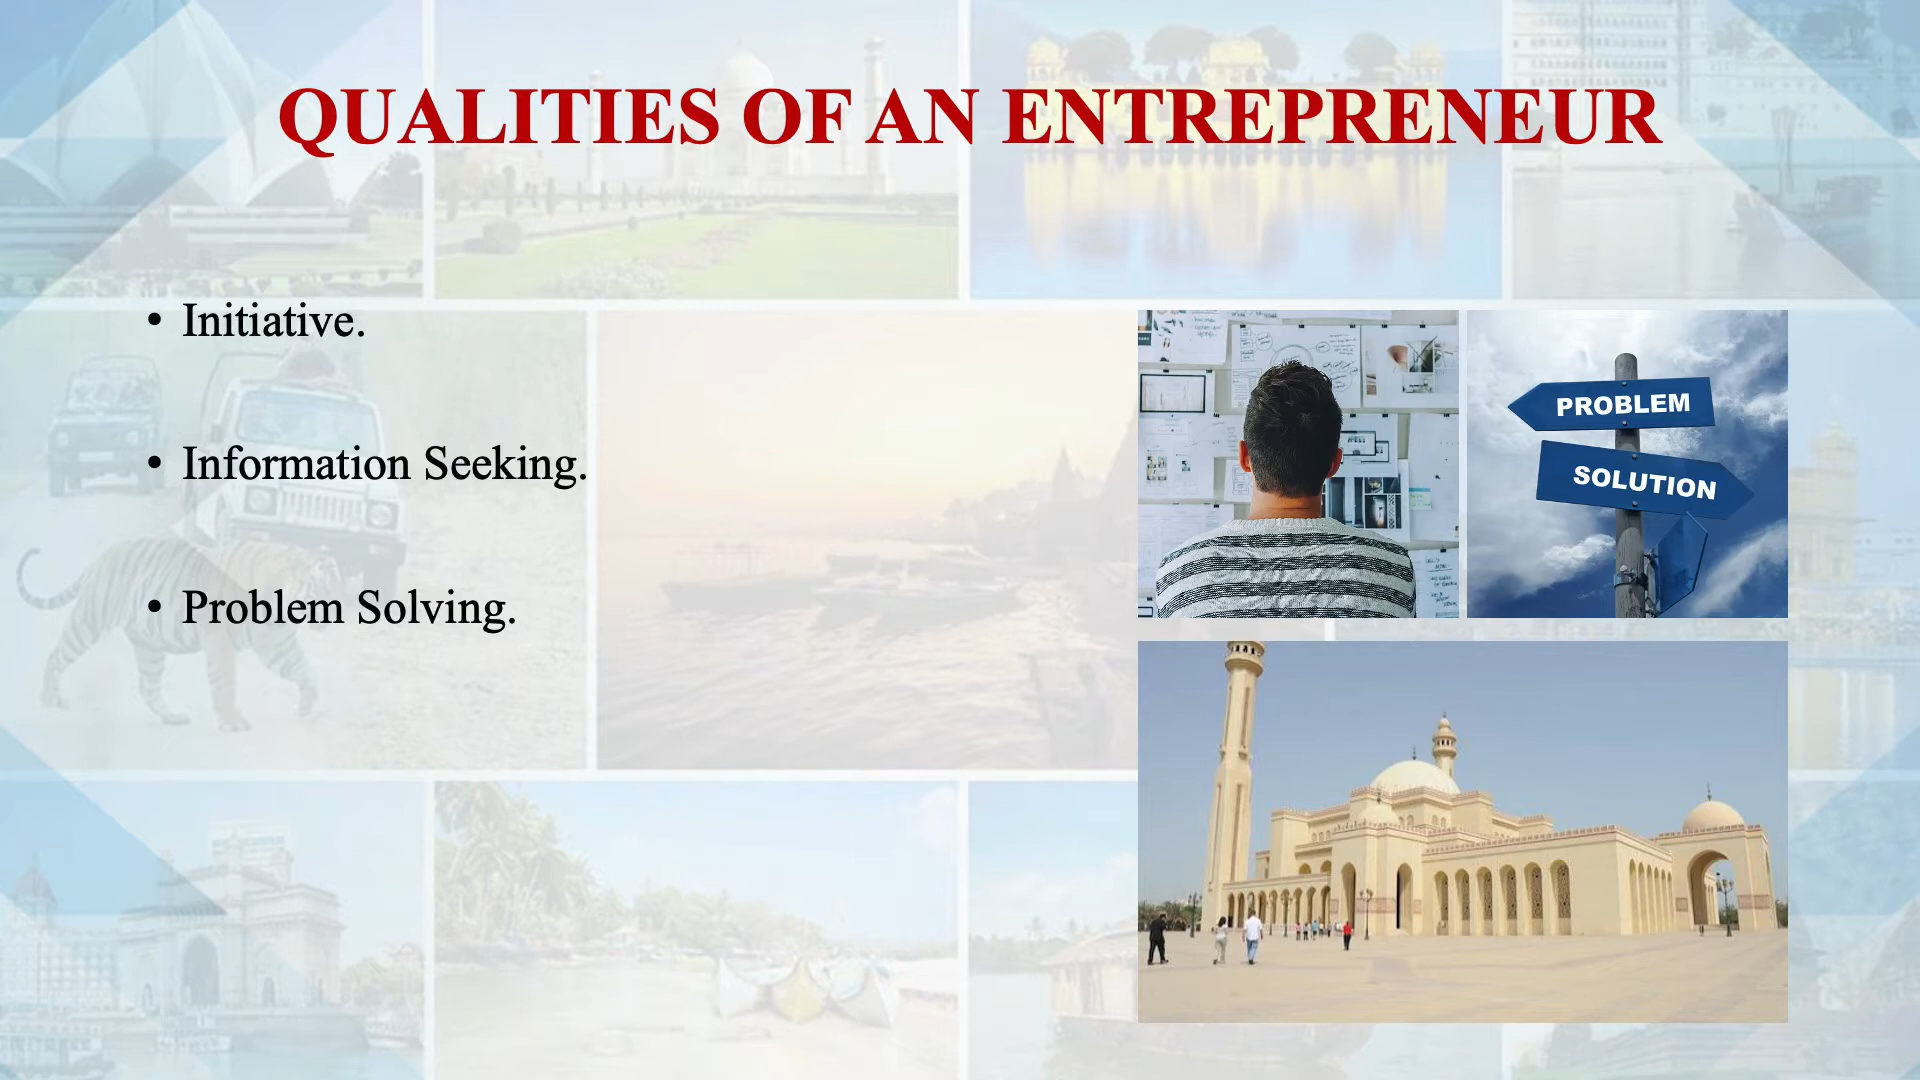 QUALITIES OF AN ENTREPRENEUR
• Initiative.
• Information Seeking.
• Problem Solving.
PROBLEM
SOLUTION